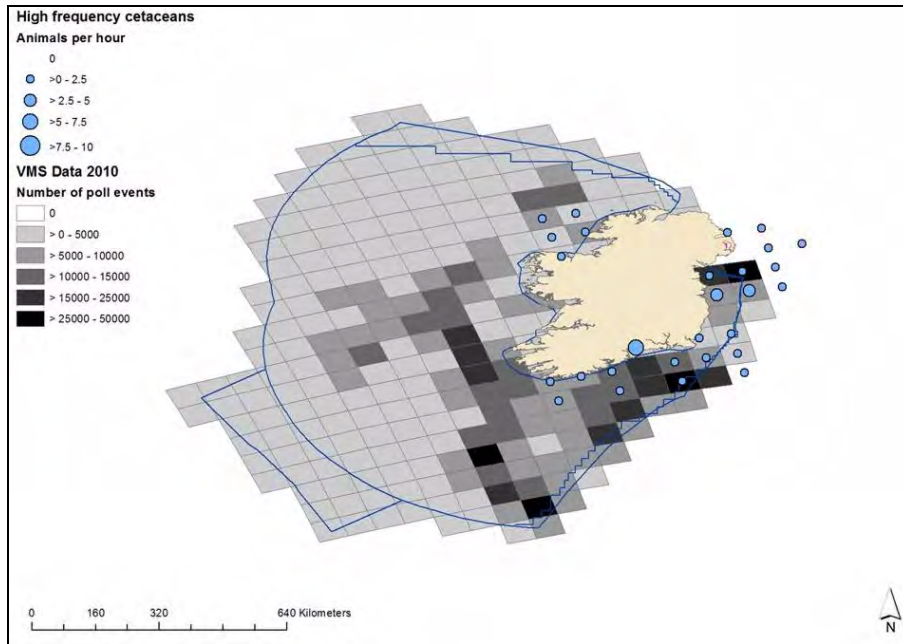 High frequency cetaceans
Animals per hour
0
>0 - 2.5
> 2.5 - 5
>5 - 7.5
>7.5 - 10
VMS Data 2010
Number of poll events
0
> 0 - 5000
> 5000 - 10000
> 10000 - 15000
> 15000 - 25000
> 25000 - 50000
0 160 320 640 Kilometers
N